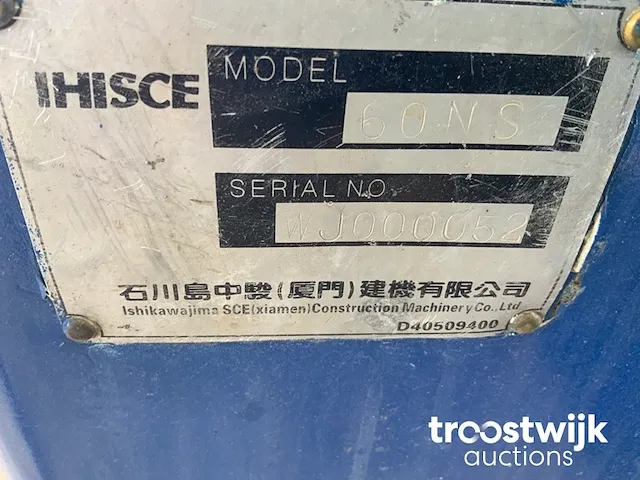 IHISCE
MODEL
60NS
SERIAL NO.
WJ000052
石川島中駿(厦門)建機有限公司
Ishikawajima SCE(xiamen)Construction Machinery Co.,Ltd
D40509400
troostwijk
auctions